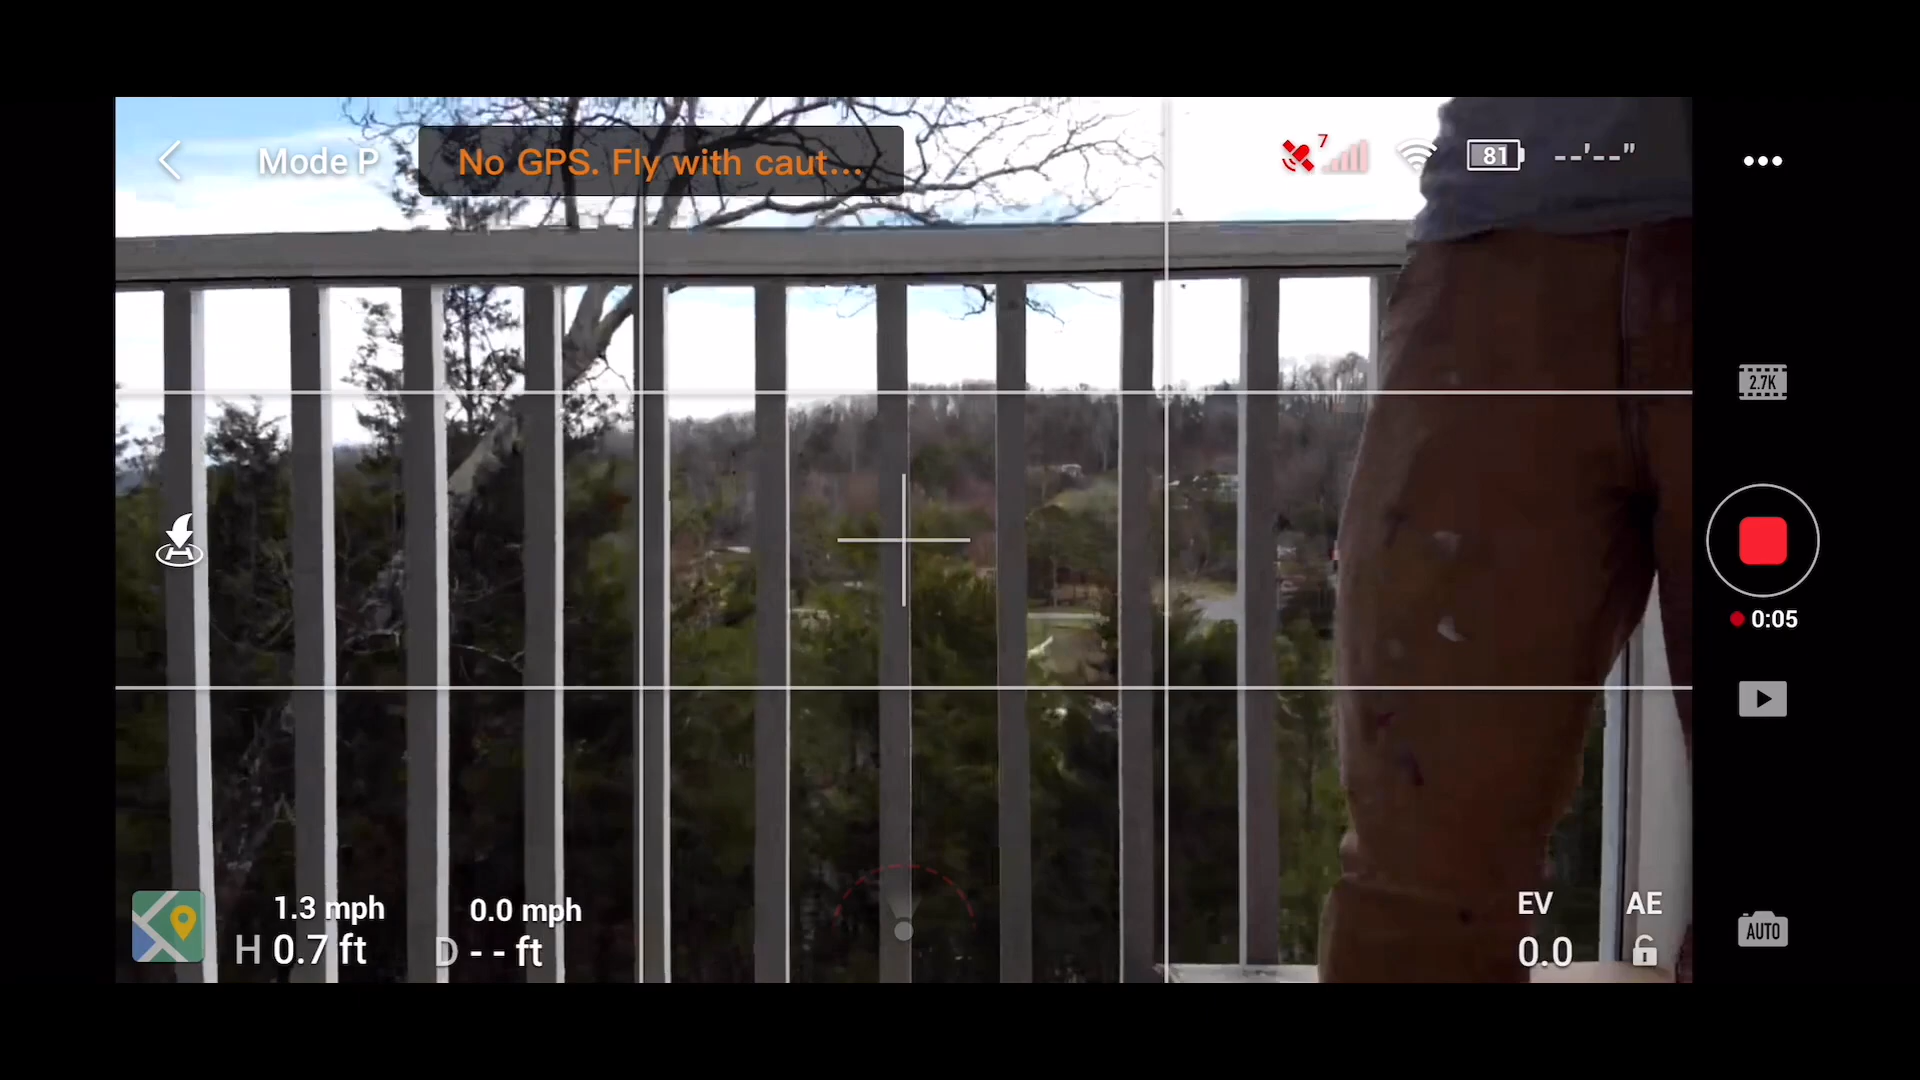 Mode P
No GPS. Fly with caut...
7
81
--'--"
2.7K
0:05
1.3 mph
0.0 mph
H 0.7 ft
D - - ft
EV
AE
0.0
AUTO